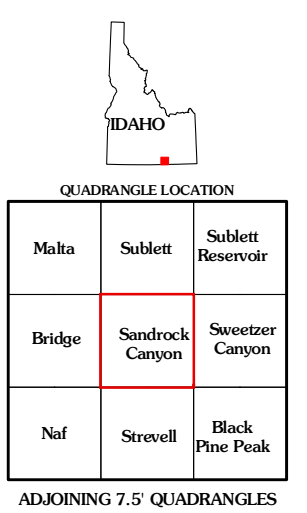 IDAHO
QUADRANGLE LOCATION
Malta
Sublett
Sublett
Reservoir
Bridge
Sandrock
Canyon
Sweetzer
Canyon
Naf
Strevell
Black
Pine Peak
ADJOINING 7.5' QUADRANGLES